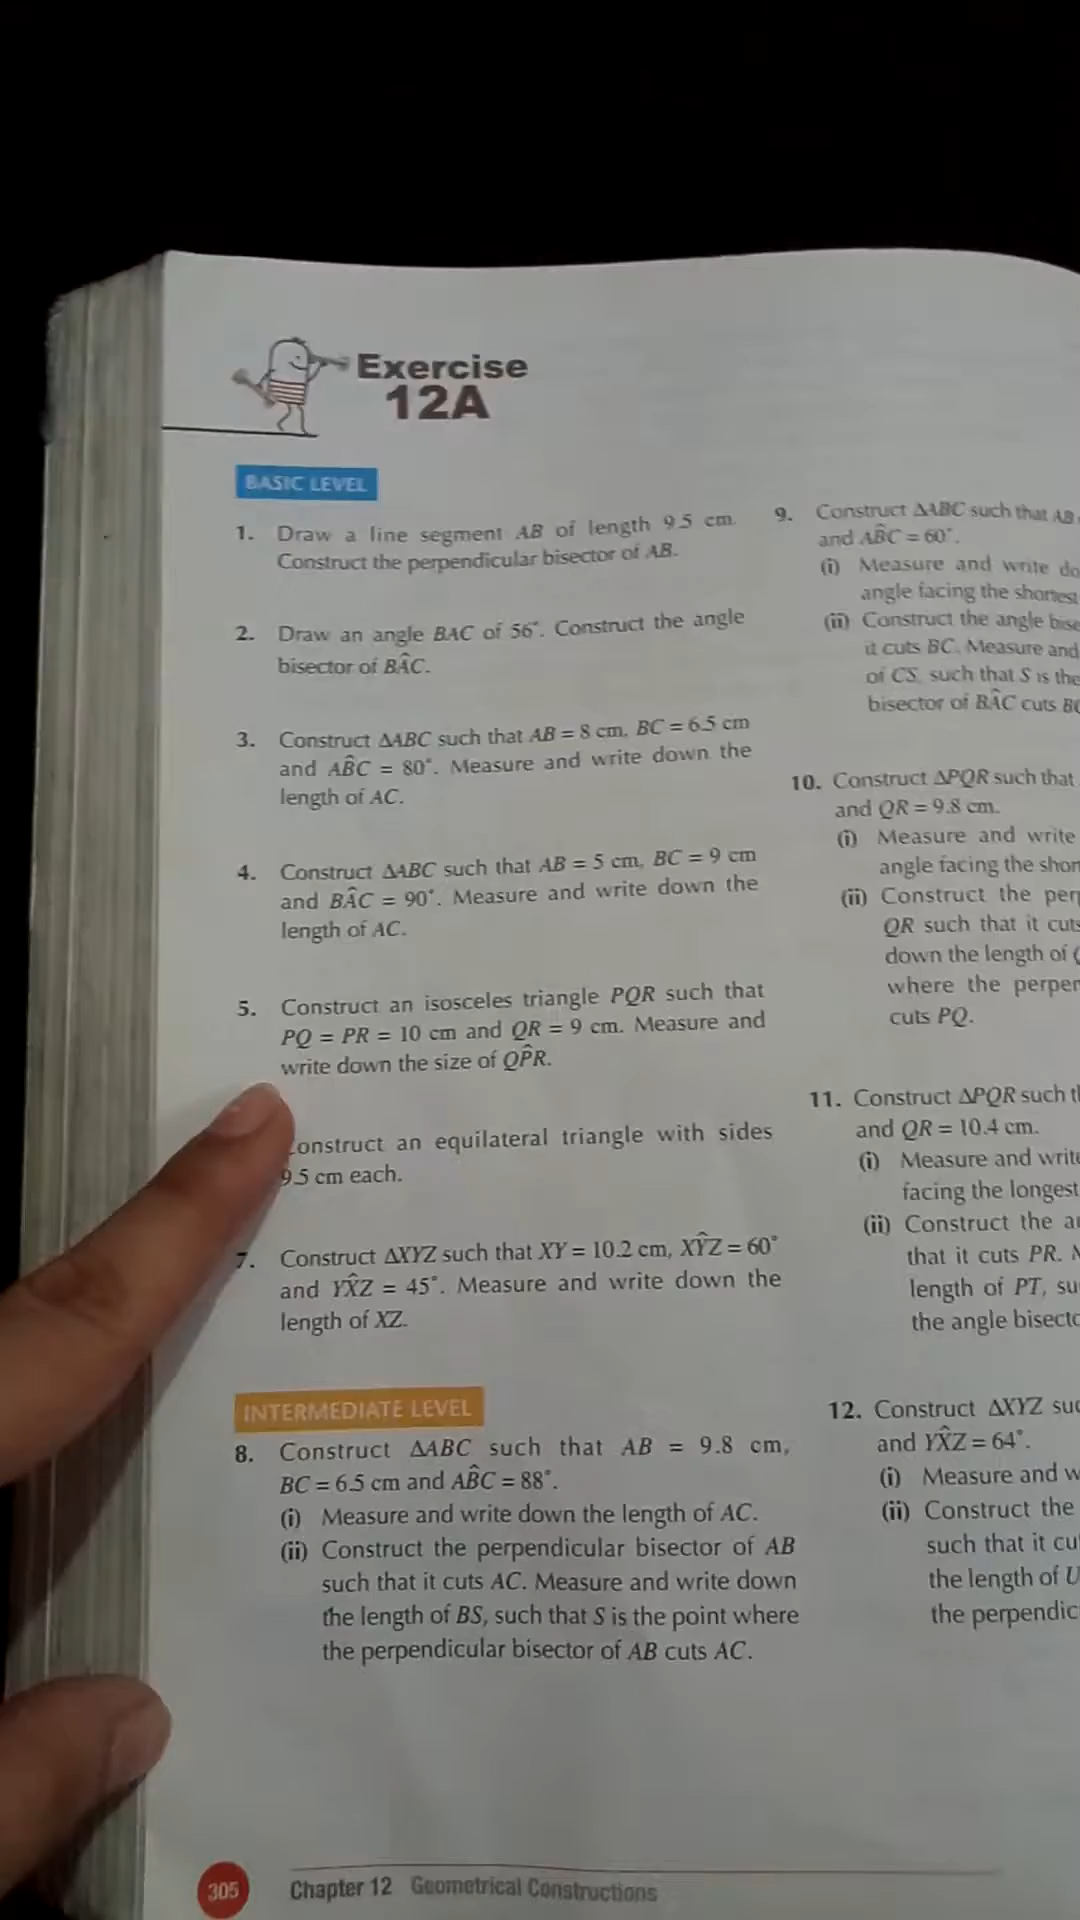 Exercise
12A
BASIC LEVEL
1. Draw a line segment AB of length 9.5 cm.
Construct the perpendicular bisector of AB.
2. Draw an angle BAC of 56°. Construct the angle
bisector of BÂC.
3. Construct ΔABC such that AB = 8 cm, BC = 6.5 cm
and AB̂C = 80°. Measure and write down the
length of AC.
4. Construct ΔABC such that AB = 5 cm, BC = 9 cm
and BÂC = 90°. Measure and write down the
length of AC.
5. Construct an isosceles triangle PQR such that
PQ = PR = 10 cm and QR = 9 cm. Measure and
write down the size of QP̂R.
onstruct an equilateral triangle with sides
9.5 cm each.
7. Construct ΔXYZ such that XY = 10.2 cm, XŶZ = 60°
and YX̂Z = 45°. Measure and write down the
length of XZ.
INTERMEDIATE LEVEL
8. Construct ΔABC such that AB = 9.8 cm,
BC = 6.5 cm and AB̂C = 88°.
(i) Measure and write down the length of AC.
(ii) Construct the perpendicular bisector of AB
such that it cuts AC. Measure and write down
the length of BS, such that S is the point where
the perpendicular bisector of AB cuts AC.
9. Construct ΔABC such that AB
and AB̂C = 60°.
(i) Measure and write do
angle facing the shortest
(ii) Construct the angle bise
it cuts BC. Measure and
of CS, such that S is the
bisector of BÂC cuts BC
10. Construct ΔPQR such that
and QR = 9.8 cm.
(i) Measure and write
angle facing the shor
(ii) Construct the perp
QR such that it cuts
down the length of
where the perpen
cuts PQ.
11. Construct ΔPQR such th
and QR = 10.4 cm.
(i) Measure and write
facing the longest
(ii) Construct the an
that it cuts PR. M
length of PT, su
the angle bisecto
12. Construct ΔXYZ suc
and YX̂Z = 64°.
(i) Measure and w
(ii) Construct the
such that it cu
the length of U
the perpendic
305 Chapter 12 Geometrical Constructions